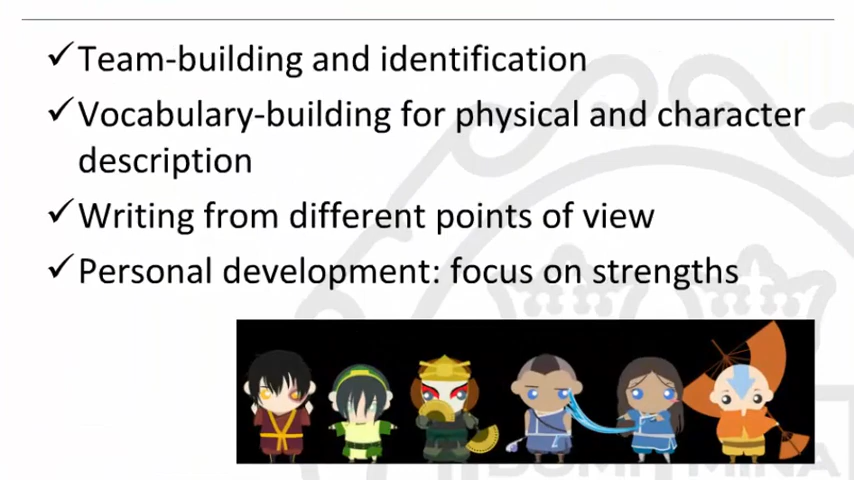 ✓Team-building and identification
✓Vocabulary-building for physical and character
description
✓Writing from different points of view
✓Personal development: focus on strengths